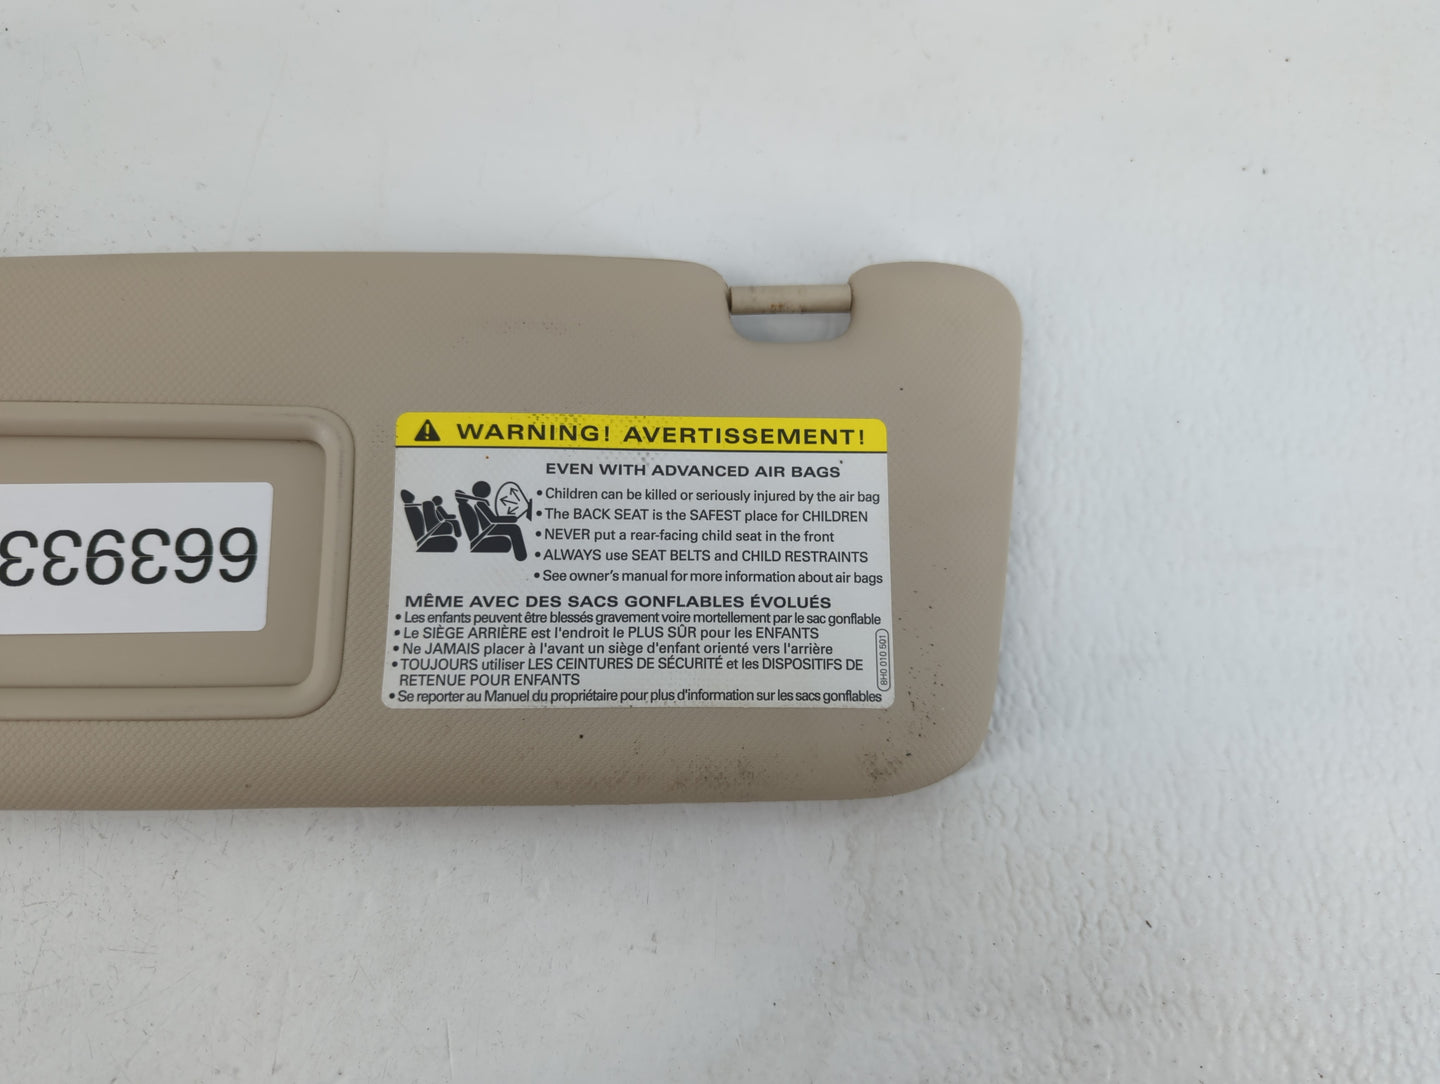 WARNING! AVERTISSEMENT!
EVEN WITH ADVANCED AIR BAGS
• Children can be killed or seriously injured by the air bag
• The BACK SEAT is the SAFEST place for CHILDREN
• NEVER put a rear-facing child seat in the front
• ALWAYS use SEAT BELTS and CHILD RESTRAINTS
• See owner's manual for more information about air bags
MÊME AVEC DES SACS GONFLABLES ÉVOLUÉS
• Les enfants peuvent être blessés gravement voire mortellement par le sac gonflable
• Le SIÈGE ARRIÈRE est l'endroit le PLUS SÛR pour les ENFANTS
• Ne JAMAIS placer à l'avant un siège d'enfant orienté vers l'arrière
• TOUJOURS utiliser LES CEINTURES DE SÉCURITÉ et les DISPOSITIFS DE
RETENUE POUR ENFANTS
• Se reporter au Manuel du propriétaire pour plus d'information sur les sacs gonflables
8H0 010 501
663933